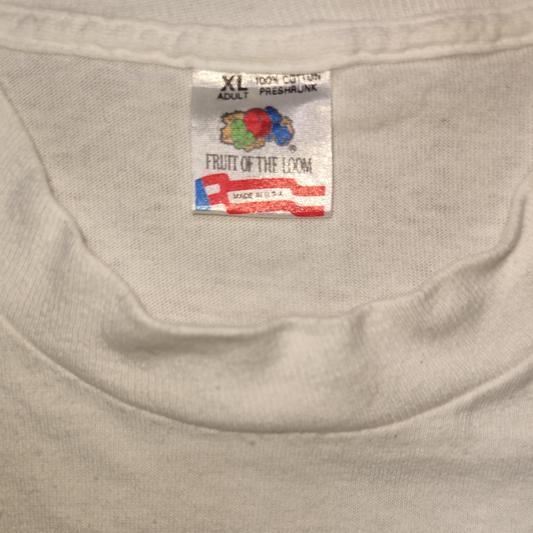 XL 100% COTTON
ADULT PRESHRUNK
®
FRUIT OF THE LOOM
MADE IN U.S.A.